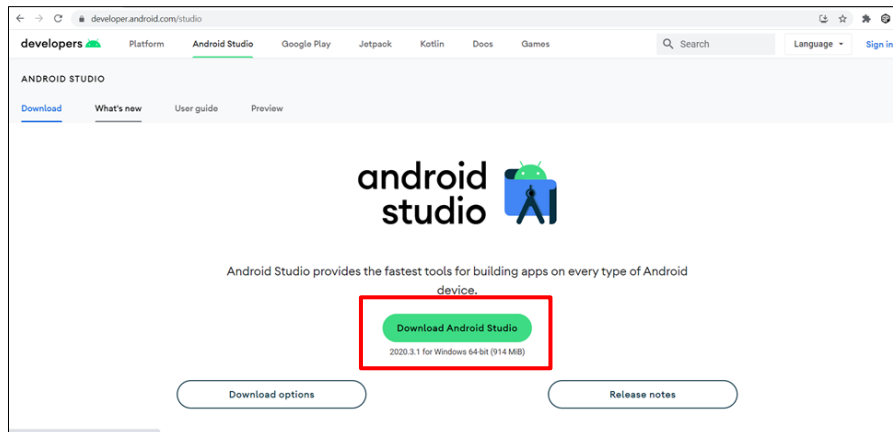 developer.android.com/studio
developers Platform Android Studio Google Play Jetpack Kotlin Docs Games Search Language Sign in
ANDROID STUDIO
Download What's new User guide Preview
android
studio
Android Studio provides the fastest tools for building apps on every type of Android
device.
Download Android Studio
2020.3.1 for Windows 64-bit (914 MiB)
Download options Release notes